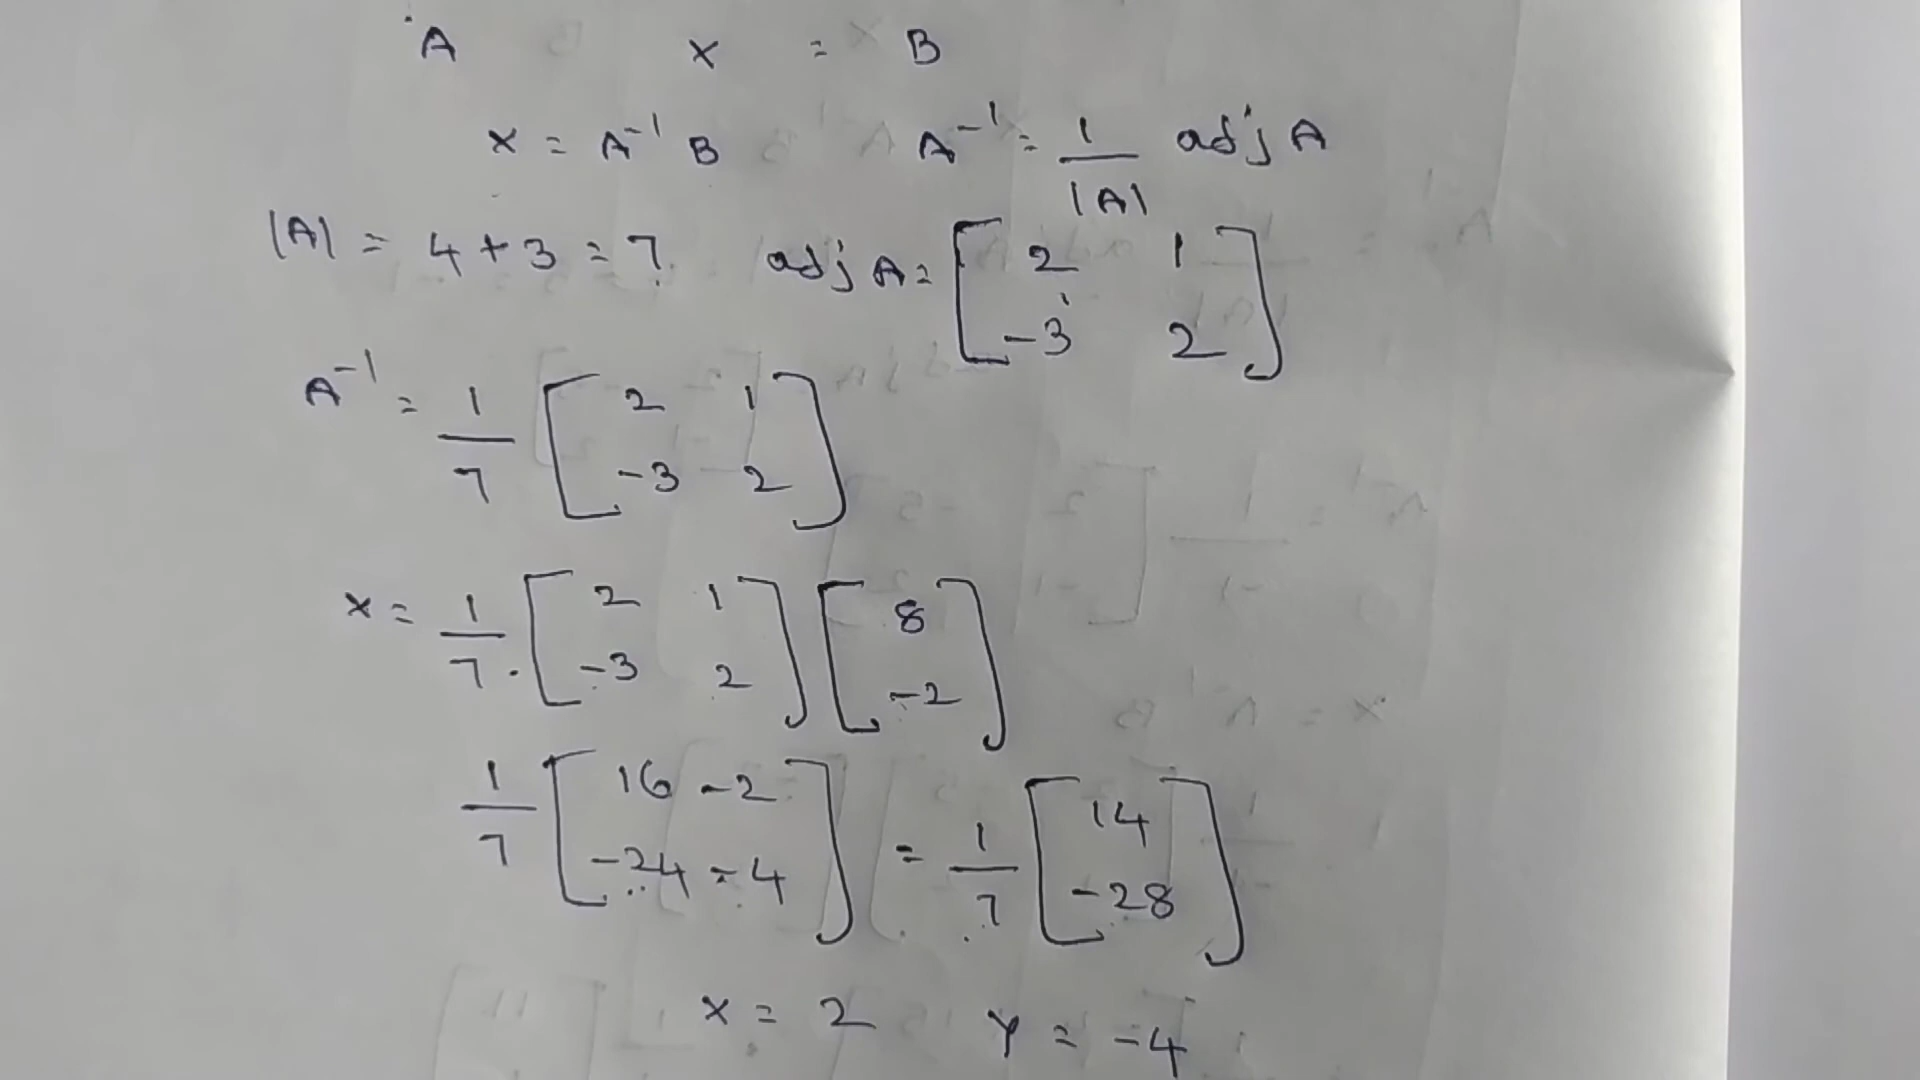 A x = B
x = A⁻¹ B A⁻¹ = 1/|A| adj A
|A| = 4 + 3 = 7 adj A = [2 1; -3 2]
A⁻¹ = 1/7 [2 1; -3 2]
x = 1/7 . [2 1; -3 2] [8; -2]
1/7 [16 - 2; -24 - 4] = 1/7 [14; -28]
x = 2 y = -4